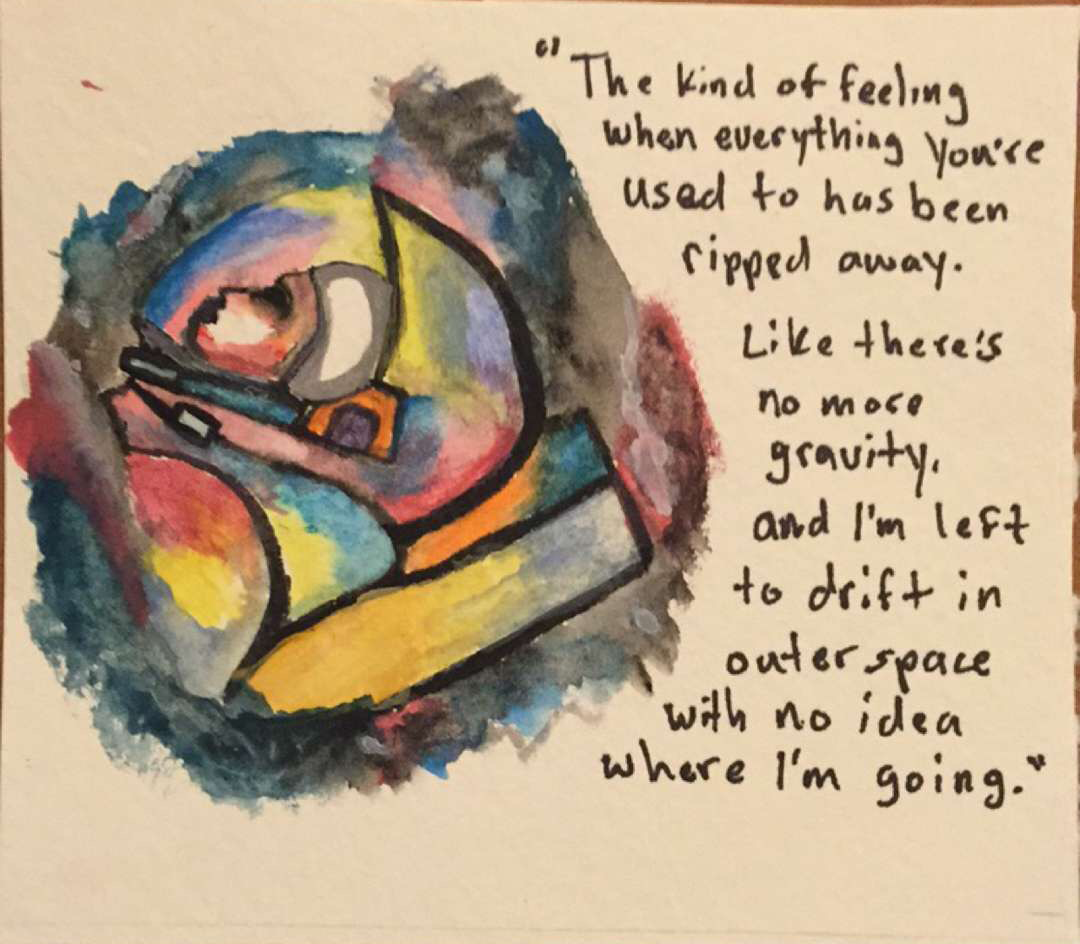 "The kind of feeling
when everything you're
used to has been
ripped away.
Like there's
no more
gravity,
and I'm left
to drift in
outer space
with no idea
where I'm going."